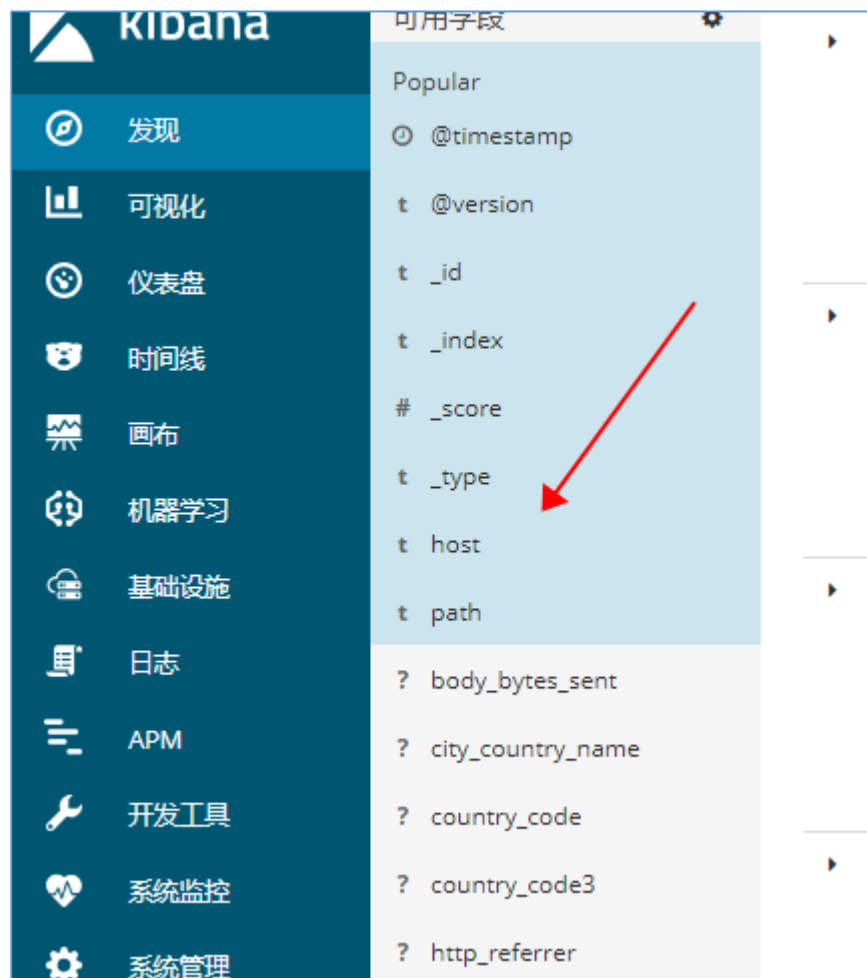 kibana
发现
可视化
仪表盘
时间线
画布
机器学习
基础设施
日志
APM
开发工具
系统监控
系统管理
可用字段
Popular
@timestamp
t @version
t _id
t _index
# _score
t _type
t host
t path
? body_bytes_sent
? city_country_name
? country_code
? country_code3
? http_referrer